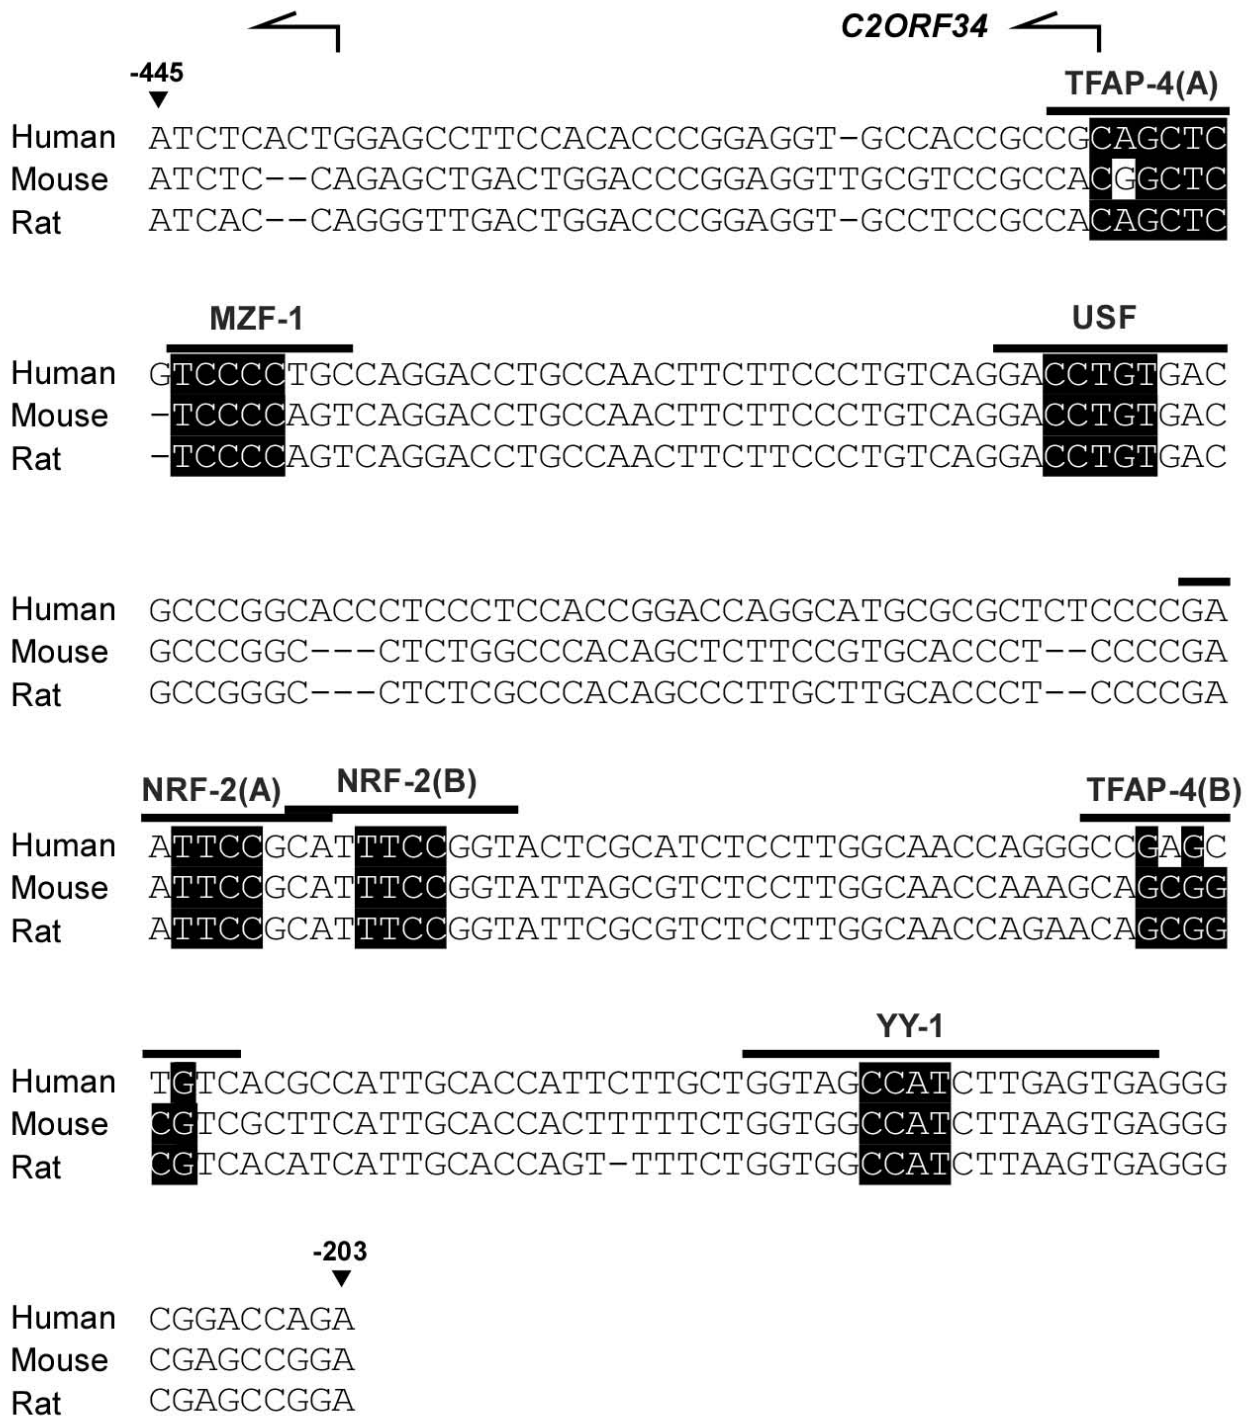 C2ORF34
-445
TFAP-4(A)
Human ATCTCACTGGAGCCTTCCACACCCGGAGGT-GCCACCGCCGCAGCTC
Mouse ATCTC--CAGAGCTGACTGGACCCGGAGGTTGCGTCCGCCACGGCTC
Rat ATCAC--CAGGGTTGACTGGACCCGGAGGT-GCCTCCGCCACAGCTC
MZF-1 USF
Human GTCCCCTGCCAGGACCTGCCAACTTCTTCCCTGTCAGGACCTGTGAC
Mouse -TCCCCAGTCAGGACCTGCCAACTTCTTCCCTGTCAGGACCTGTGAC
Rat -TCCCCAGTCAGGACCTGCCAACTTCTTCCCTGTCAGGACCTGTGAC
Human GCCCGGCACCCTCCCTCCACCGGACCAGGCATGCGCGCTCTCCCCGA
Mouse GCCCGGC---CTCTGGCCCACAGCTCTTCCGTGCACCCT--CCCCGA
Rat GCCGGGC---CTCTCGCCCACAGCCCTTGCTTGCACCCT--CCCCGA
NRF-2(A) NRF-2(B) TFAP-4(B)
Human ATTCCGCATTTCCGGTACTCGCATCTCCTTGGCAACCAGGGCCGAGC
Mouse ATTCCGCATTTCCGGTATTAGCGTCTCCTTGGCAACCAAAGCAGCGG
Rat ATTCCGCATTTCCGGTATTCGCGTCTCCTTGGCAACCAGAACAGCGG
YY-1
Human TGTCACGCCATTGCACCATTCTTGCTGGTAGCCATCTTGAGTGAGGG
Mouse CGTCGCTTCATTGCACCACTTTTTCTGGTGGCCATCTTAAGTGAGGG
Rat CGTCACATCATTGCACCAGT-TTTCTGGTGGCCATCTTAAGTGAGGG
-203
Human CGGACCAGA
Mouse CGAGCCGGA
Rat CGAGCCGGA